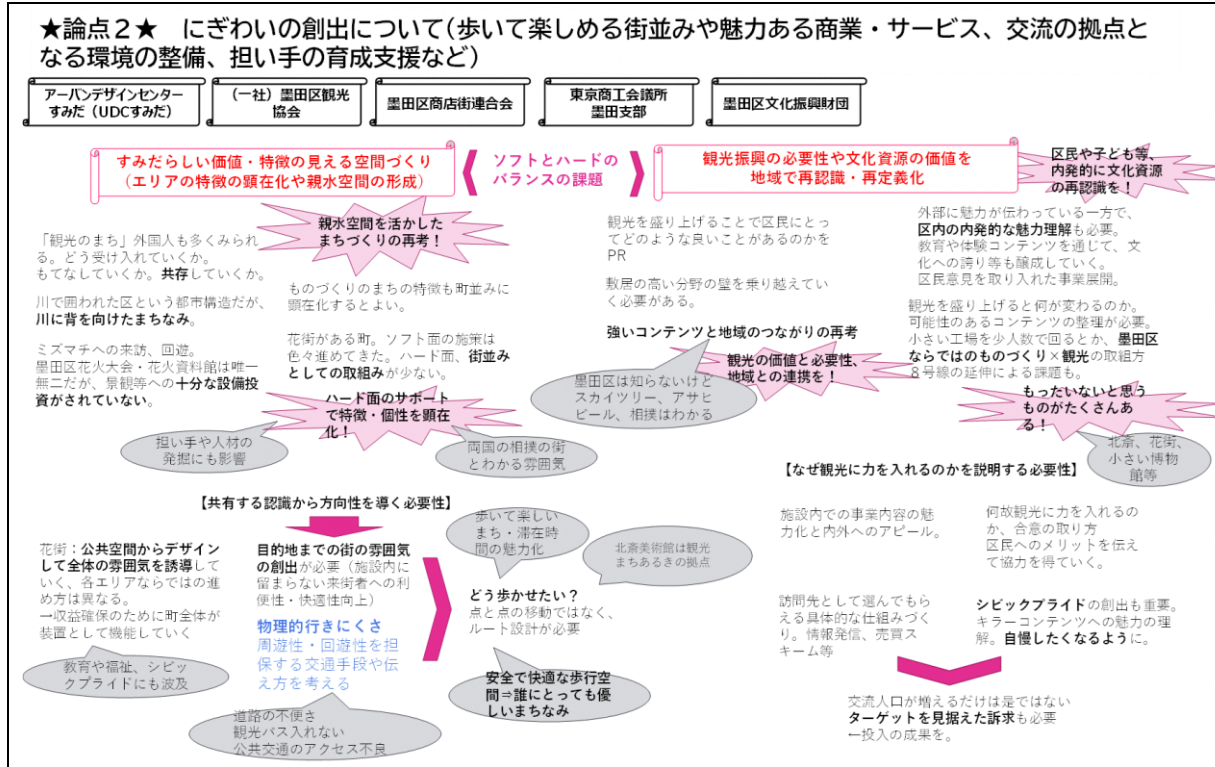 ★論点２★　にぎわいの創出について(歩いて楽しめる街並みや魅力ある商業・サービス、交流の拠点と
なる環境の整備、担い手の育成支援など)
アーバンデザインセンター
すみだ（UDCすみだ）
（一社）墨田区観光
協会
墨田区商店街連合会
東京商工会議所
墨田支部
墨田区文化振興財団
すみだらしい価値・特徴の見える空間づくり
（エリアの特徴の顕在化や親水空間の形成）
ソフトとハードの
バランスの課題
観光振興の必要性や文化資源の価値を
地域で再認識・再定義化
区民や子ども等、
内発的に文化資源
の再認識を！
親水空間を活かした
まちづくりの再考！
「観光のまち」外国人も多くみられ
る。どう受け入れていくか。
もてなしていくか。共存していくか。
川で囲われた区という都市構造だが、
川に背を向けたまちなみ。
ミズマチへの来訪、回遊。
墨田区花火大会・花火資料館は唯一
無二だが、景観等への十分な設備投
資がされていない。
ものづくりのまちの特徴も町並みに
顕在化するとよい。
花街がある町。ソフト面の施策は
色々進めてきた。ハード面、街並み
としての取組みが少ない。
ハード面のサポート
で特徴・個性を顕在
化！
担い手や人材の
発掘にも影響
両国の相撲の街
とわかる雰囲気
観光を盛り上げることで区民にとっ
てどのような良いことがあるのかを
PR
敷居の高い分野の壁を乗り越えてい
く必要がある。
強いコンテンツと地域のつながりの再考
観光の価値と必要性、
地域との連携を！
墨田区は知らないけど
スカイツリー、アサヒ
ビール、相撲はわかる
外部に魅力が伝わっている一方で、
区内の内発的な魅力理解も必要。
教育や体験コンテンツを通じて、文
化への誇り等も醸成していく。
区民意見を取り入れた事業展開。
観光を盛り上げると何が変わるのか。
可能性のあるコンテンツの整理が必要。
小さい工場を少人数で回るとか、墨田区
ならではのものづくり×観光の取組方
８号線の延伸による課題も。
もったいないと思う
ものがたくさんあ
る！
北斎、花街、
小さい博物
館等
【共有する認識から方向性を導く必要性】
花街：公共空間からデザイン
して全体の雰囲気を誘導して
いく、各エリアならではの進
め方は異なる。
→収益確保のために町全体が
装置として機能していく
教育や福祉、シビッ
クプライドにも波及
目的地までの街の雰囲気
の創出が必要（施設内に
留まらない来街者への利
便性・快適性向上）
物理的行きにくさ
周遊性・回遊性を担
保する交通手段や伝
え方を考える
道路の不便さ
観光バス入れない
公共交通のアクセス不良
歩いて楽しい
まち・滞在時
間の魅力化
北斎美術館は観光
まちあるきの拠点
どう歩かせたい？
点と点の移動ではなく、
ルート設計が必要
安全で快適な歩行空
間⇒誰にとっても優
しいまちなみ
【なぜ観光に力を入れるのかを説明する必要性】
施設内での事業内容の魅
力化と内外へのアピール。
何故観光に力を入れるの
か、合意の取り方
区民へのメリットを伝え
て協力を得ていく。
訪問先として選んでもら
える具体的な仕組みづく
り。情報発信、売買ス
キーム等
シビックプライドの創出も重要。
キラーコンテンツへの魅力の理
解。自慢したくなるように。
交流人口が増えるだけは是ではない
ターゲットを見据えた訴求も必要
←投入の成果を。